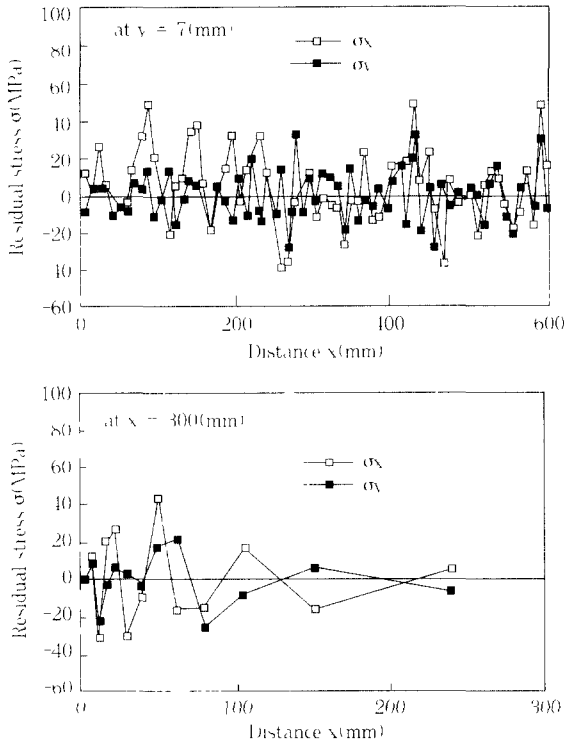 100
80
60
40
20
0
-20
40
-60
at y = 7(mm)
σx
σy
Residual stress σ(MPa)
0
200
400
600
Distance x(mm)
100
80
60
40
20
0
-20
-40
-60
at x = 300(mm)
σx
σy
Residual stress σ(MPa)
0
100
200
300
Distance x(mm)